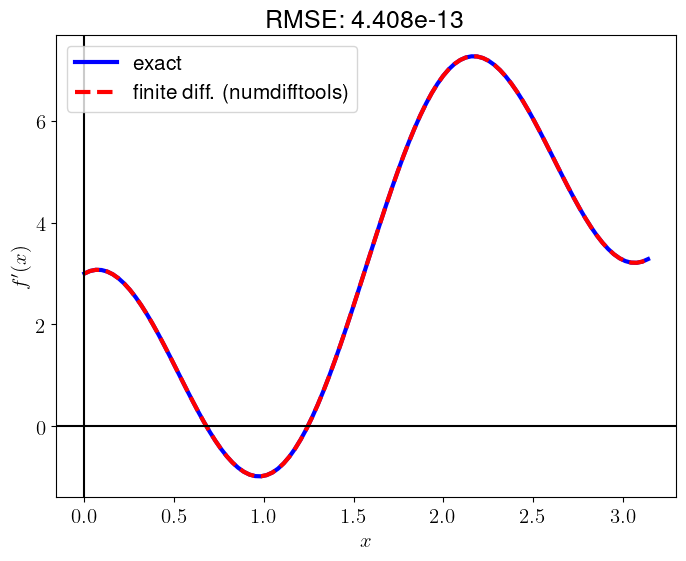 RMSE: 4.408e-13
exact
finite diff. (numdifftools)
6
4
2
0
f′(x)
0.0 0.5 1.0 1.5 2.0 2.5 3.0
x